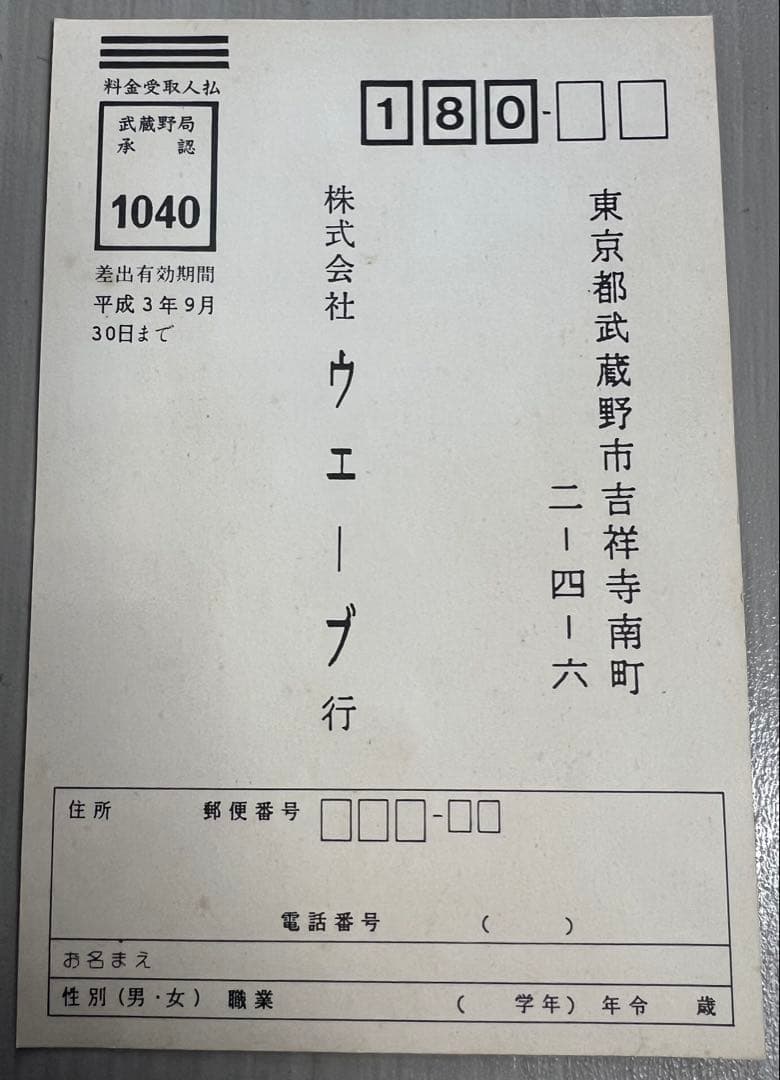 料金受取人払
武蔵野局
承認
1040
差出有効期間
平成3年9月
30日まで
180-
東京都武蔵野市吉祥寺南町
二ー四ー六
株式会社ウェーブ行
住所 郵便番号 -
電話番号 ( )
お名まえ
性別(男・女) 職業 ( 学年) 年令 歳